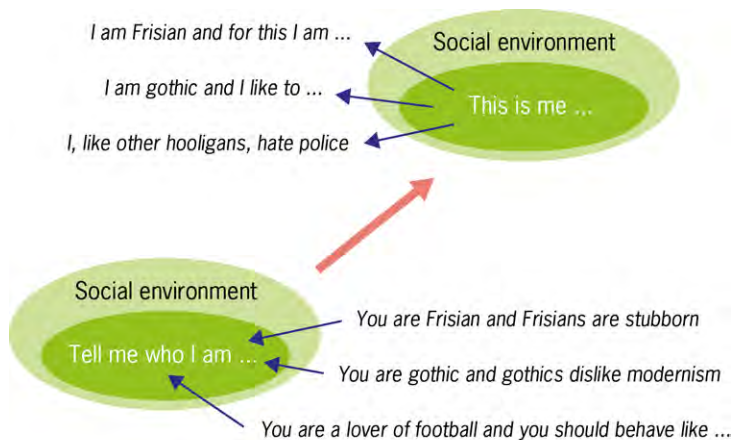 I am Frisian and for this I am ...
Social environment
I am gothic and I like to ...
This is me ...
I, like other hooligans, hate police
Social environment
You are Frisian and Frisians are stubborn
Tell me who I am ...
You are gothic and gothics dislike modernism
You are a lover of football and you should behave like ...